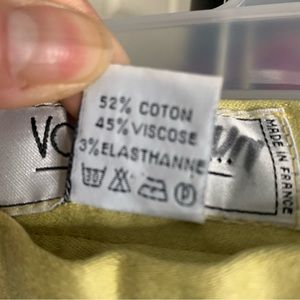 52% COTON
45% VISCOSE
3% ELASTHANNE
MADE IN FRANCE